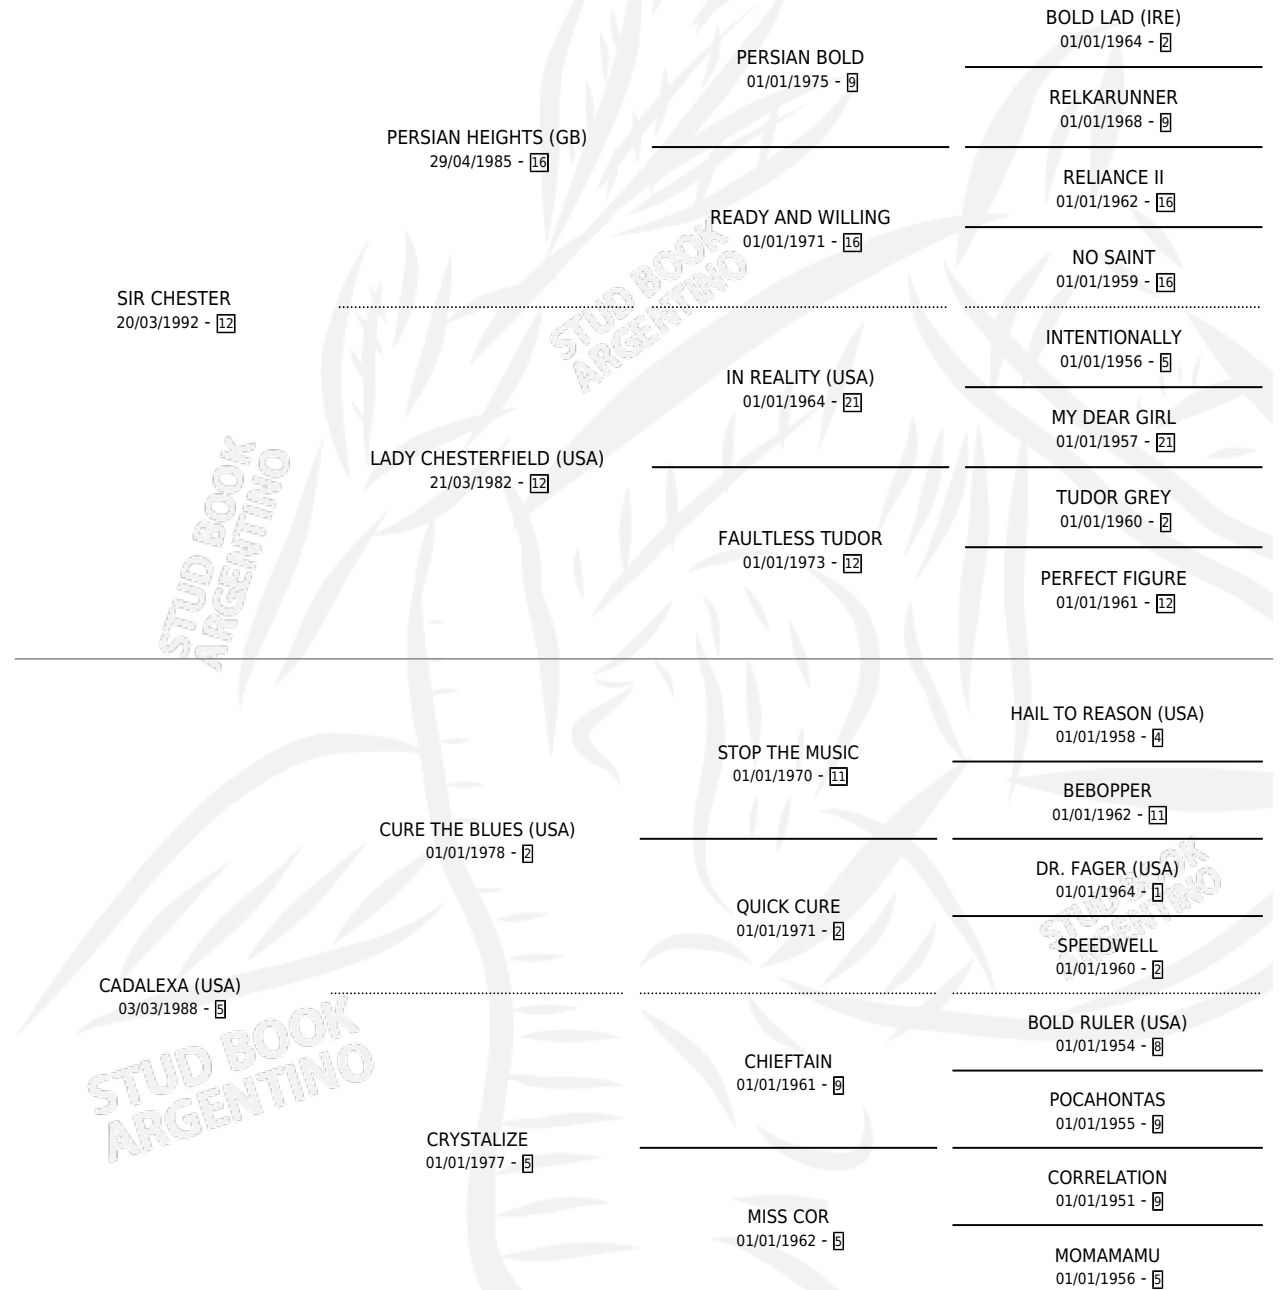 BOLD LAD (IRE)
01/01/1964 - 2
PERSIAN BOLD
01/01/1975 - 9
RELKARUNNER
01/01/1968 - 9
PERSIAN HEIGHTS (GB)
29/04/1985 - 16
RELIANCE II
01/01/1962 - 16
READY AND WILLING
01/01/1971 - 16
NO SAINT
01/01/1959 - 16
SIR CHESTER
20/03/1992 - 12
STUD BOOK
ARGENTINO
INTENTIONALLY
01/01/1956 - 5
IN REALITY (USA)
01/01/1964 - 21
MY DEAR GIRL
01/01/1957 - 21
LADY CHESTERFIELD (USA)
21/03/1982 - 12
TUDOR GREY
01/01/1960 - 2
FAULTLESS TUDOR
01/01/1973 - 12
PERFECT FIGURE
01/01/1961 - 12
STUD BOOK
ARGENTINO
HAIL TO REASON (USA)
01/01/1958 - 4
STOP THE MUSIC
01/01/1970 - 11
BEBOPPER
01/01/1962 - 11
CURE THE BLUES (USA)
01/01/1978 - 2
DR. FAGER (USA)
01/01/1964 - 1
QUICK CURE
01/01/1971 - 2
SPEEDWELL
01/01/1960 - 2
STUD BOOK
ARGENTINO
CADALEXA (USA)
03/03/1988 - 5
BOLD RULER (USA)
01/01/1954 - 8
CHIEFTAIN
01/01/1961 - 9
POCAHONTAS
01/01/1955 - 9
STUD BOOK
ARGENTINO
CRYSTALIZE
01/01/1977 - 5
CORRELATION
01/01/1951 - 9
MISS COR
01/01/1962 - 5
MOMAMAMU
01/01/1956 - 5